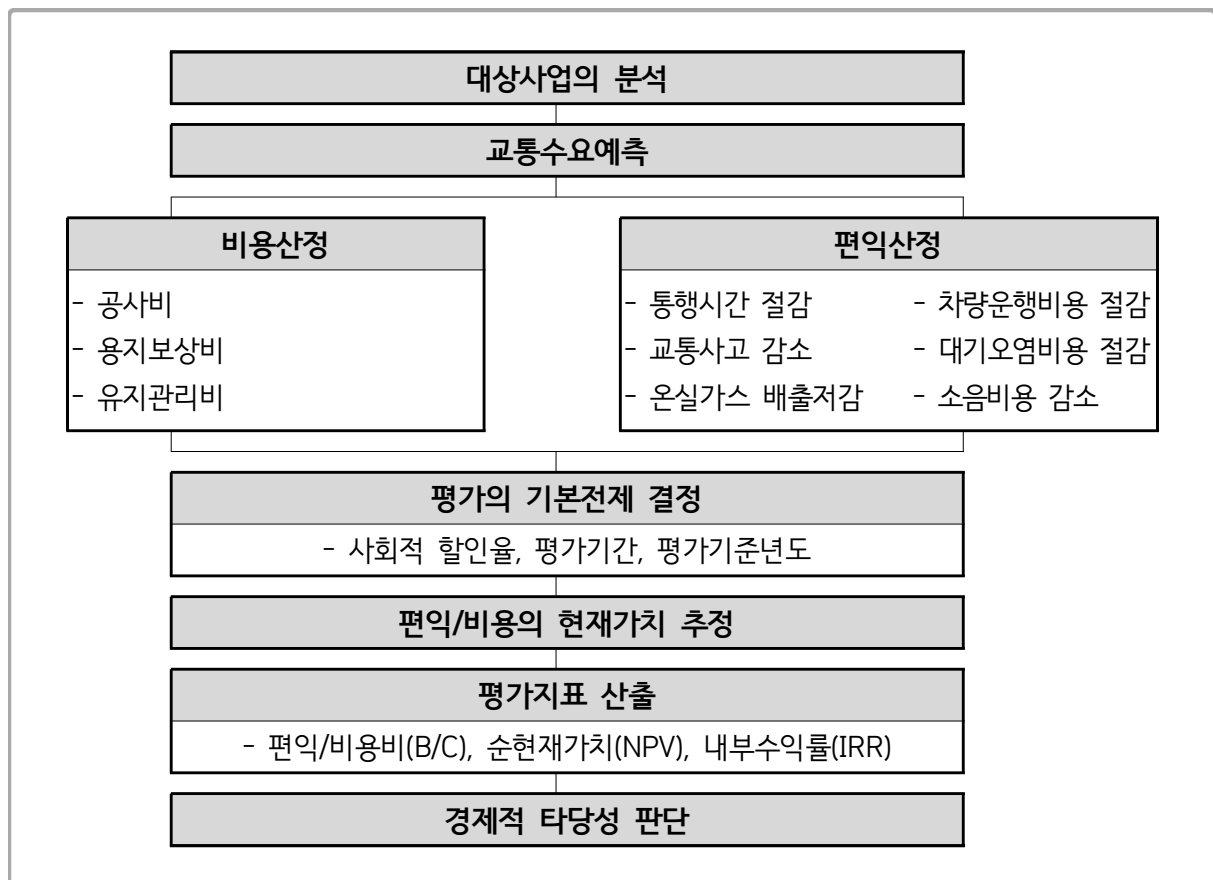 대상사업의 분석
교통수요예측
비용산정
- 공사비
- 용지보상비
- 유지관리비
편익산정
- 통행시간 절감 - 차량운행비용 절감
- 교통사고 감소 - 대기오염비용 절감
- 온실가스 배출저감 - 소음비용 감소
평가의 기본전제 결정
- 사회적 할인율, 평가기간, 평가기준년도
편익/비용의 현재가치 추정
평가지표 산출
- 편익/비용비(B/C), 순현재가치(NPV), 내부수익률(IRR)
경제적 타당성 판단